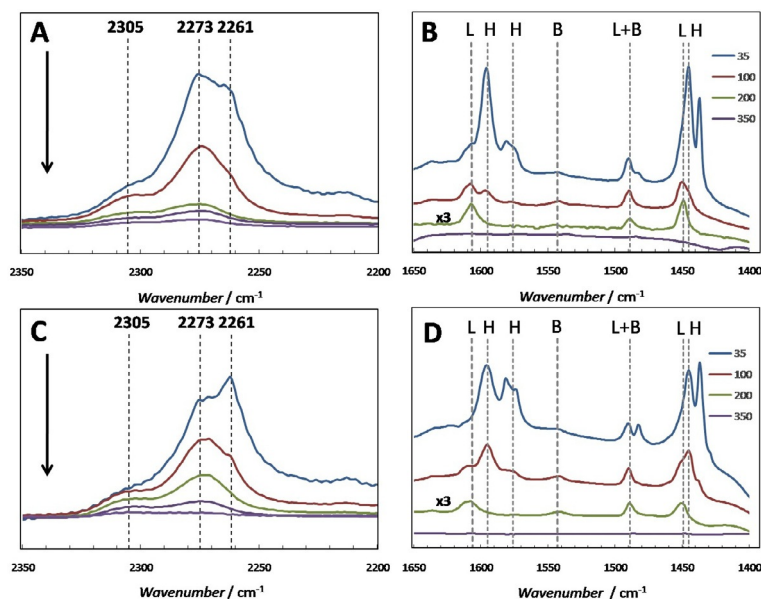 A
2305 2273 2261
2350 2300 2250 2200
Wavenumber / cm-1
B
L H H B L+B L H
35
100
200
350
x3
1650 1600 1550 1500 1450 1400
Wavenumber / cm-1
C
2305 2273 2261
2350 2300 2250 2200
Wavenumber / cm-1
D
L H H B L+B L H
35
100
200
350
x3
1650 1600 1550 1500 1450 1400
Wavenumber / cm-1